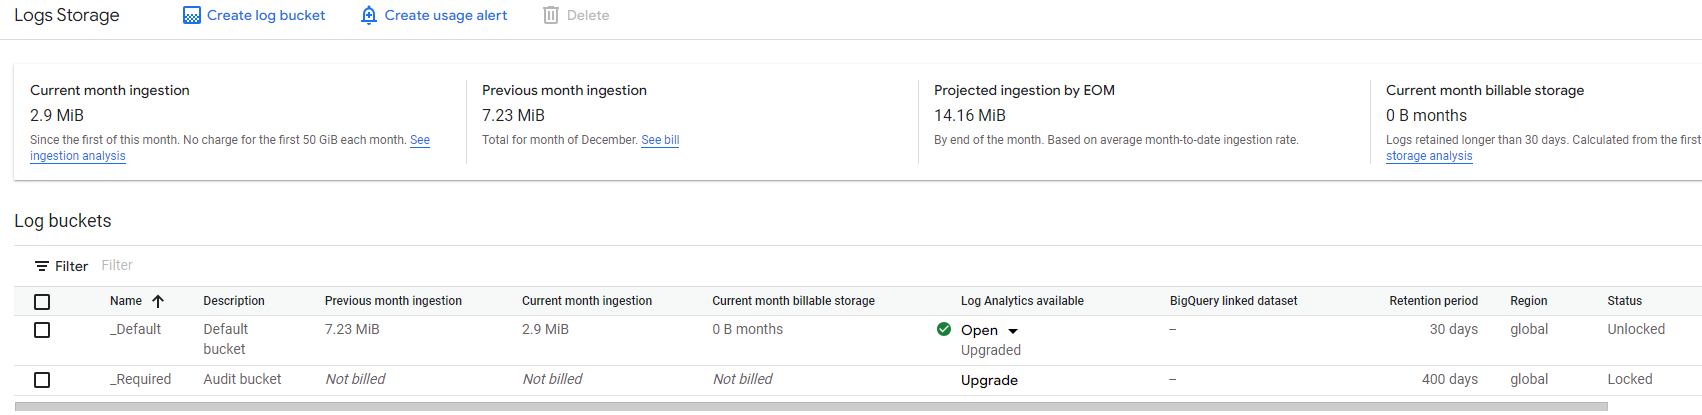 Logs Storage Create log bucket Create usage alert Delete
Current month ingestion
2.9 MiB
Since the first of this month. No charge for the first 50 GiB each month. See
ingestion analysis
Previous month ingestion
7.23 MiB
Total for month of December. See bill
Projected ingestion by EOM
14.16 MiB
By end of the month. Based on average month-to-date ingestion rate.
Current month billable storage
0 B months
Logs retained longer than 30 days. Calculated from the first
storage analysis
Log buckets
Filter Filter
Name Description Previous month ingestion Current month ingestion Current month billable storage Log Analytics available BigQuery linked dataset Retention period Region Status
_Default Default 7.23 MiB 2.9 MiB 0 B months Open – 30 days global Unlocked
bucket Upgraded
_Required Audit bucket Not billed Not billed Not billed Upgrade – 400 days global Locked